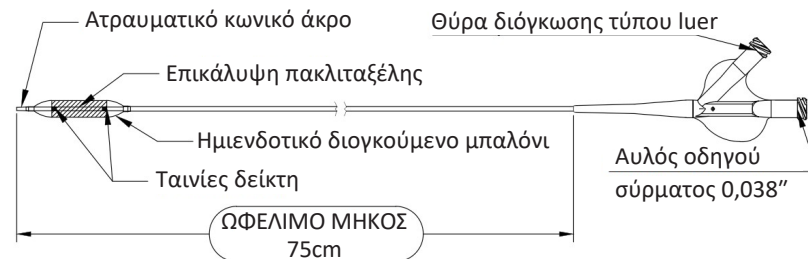 Ατραυματικό κωνικό άκρο
Θύρα διόγκωσης τύπου luer
Επικάλυψη πακλιταξέλης
Ημιενδοτικό διογκούμενο μπαλόνι
Ταινίες δείκτη
Αυλός οδηγού
σύρματος 0,038”
ΩΦΕΛΙΜΟ ΜΗΚΟΣ
75cm